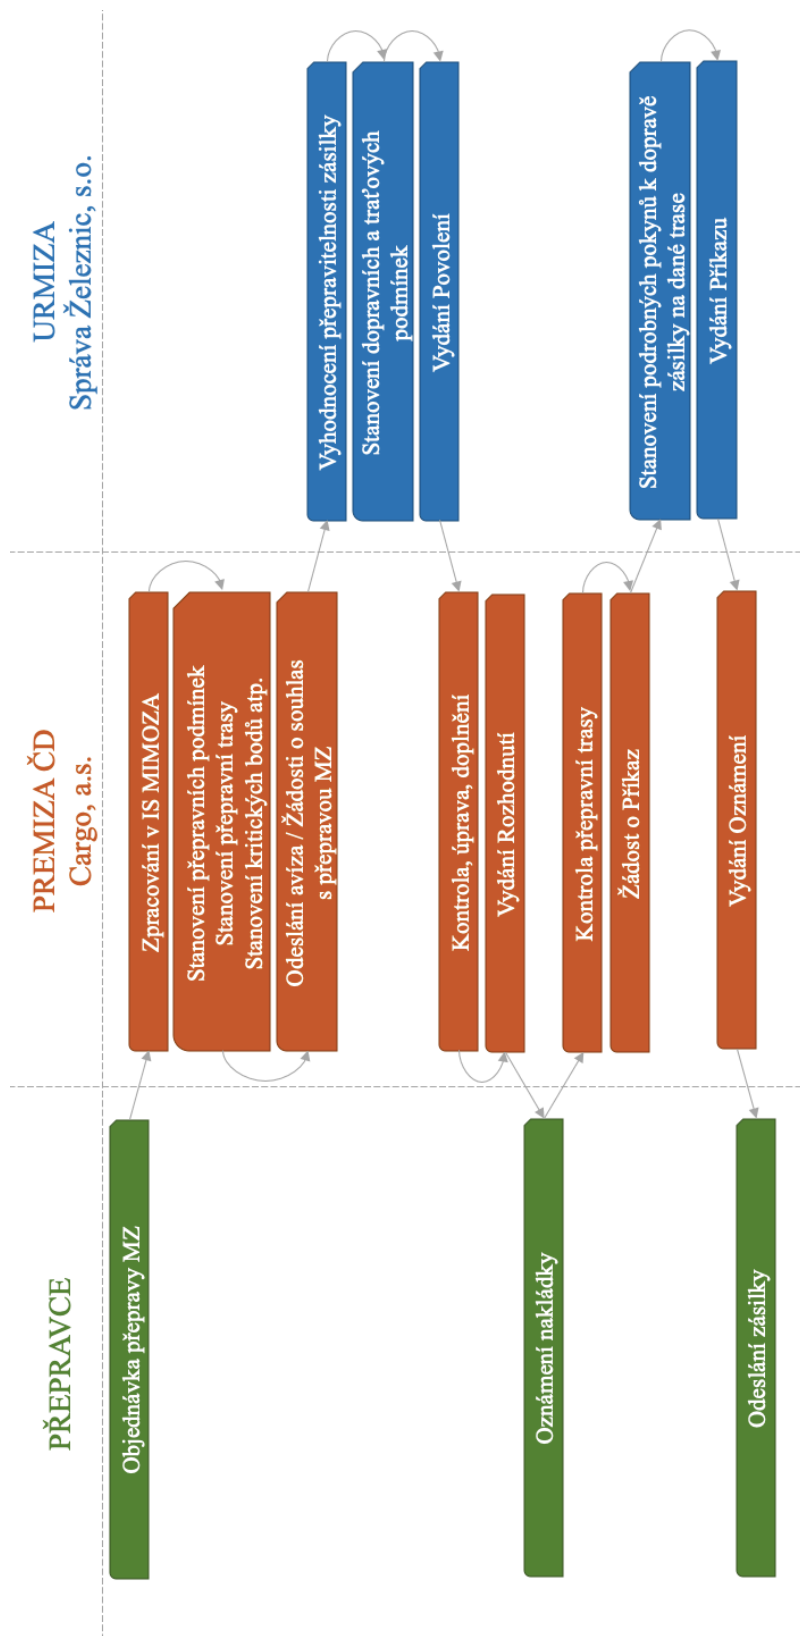 PŘEPRAVCE
PREMIZA ČD
Cargo, a.s.
URMIZA
Správa Železnic, s.o.
Objednávka přepravy MZ
Zpracování v IS MIMOZA
Stanovení přepravních podmínek
Stanovení přepravní trasy
Stanovení kritických bodů atp.
Odeslání avíza / Žádosti o souhlas
s přepravou MZ
Vyhodnocení přepravitelnosti zásilky
Stanovení dopravních a traťových
podmínek
Vydání Povolení
Kontrola, úprava, doplnění
Vydání Rozhodnutí
Oznámení nakládky
Kontrola přepravní trasy
Žádost o Příkaz
Stanovení podrobných pokynů k dopravě
zásilky na dané trase
Vydání Příkazu
Vydání Oznámení
Odeslání zásilky